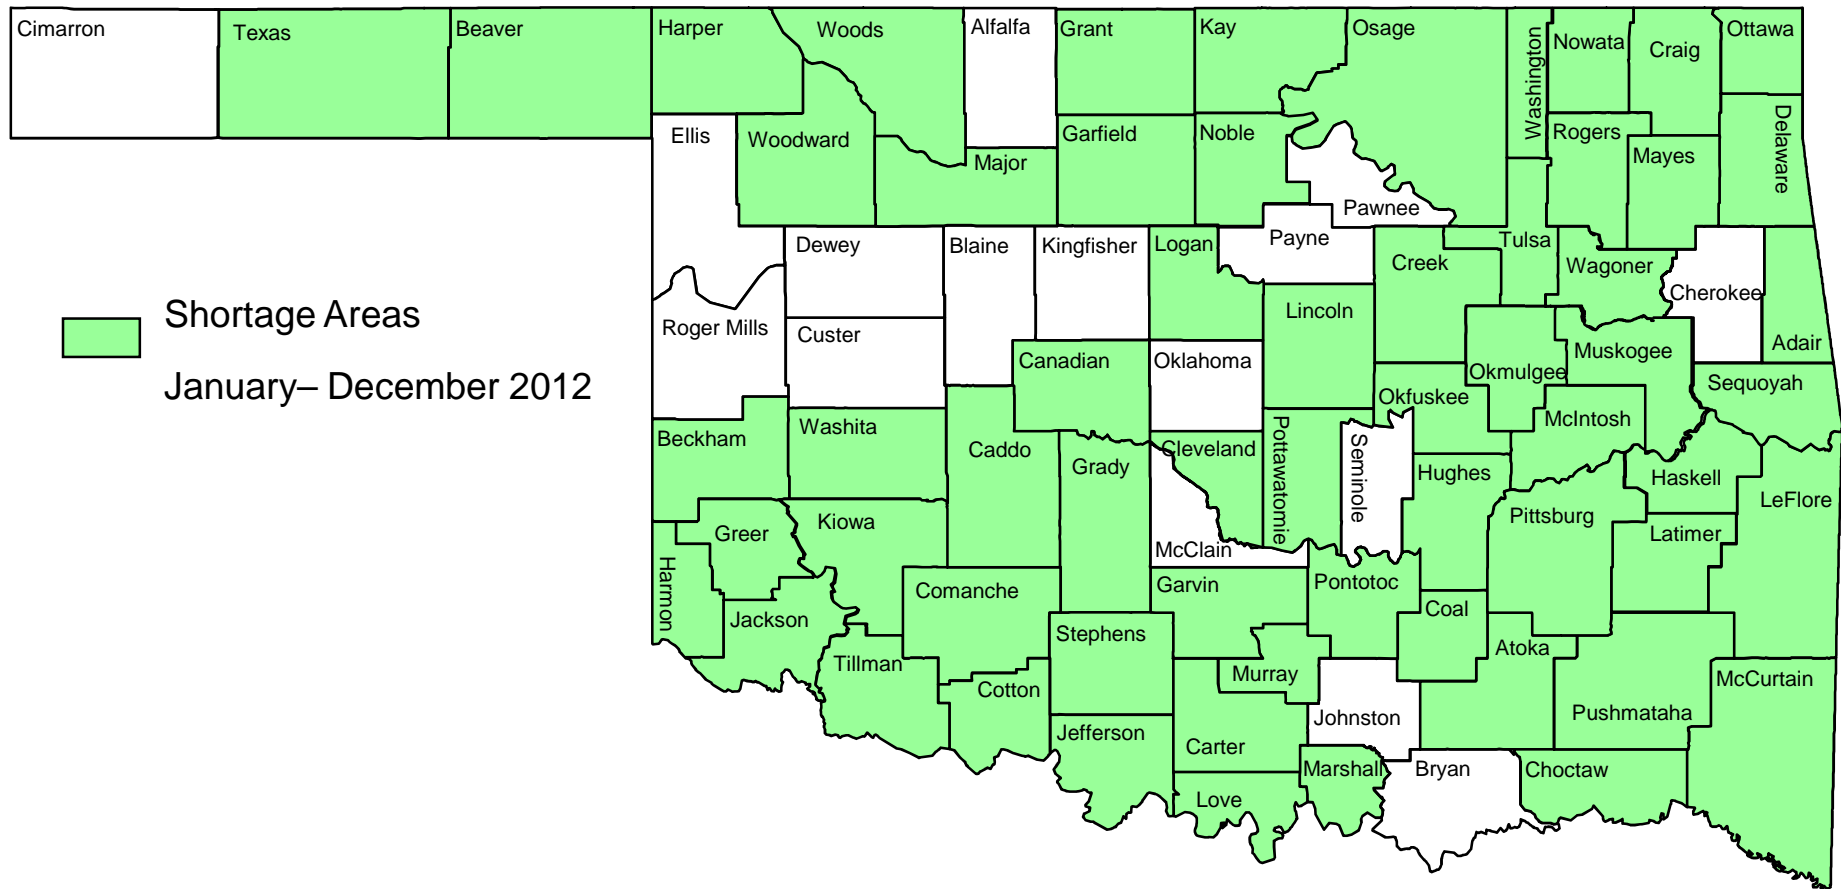 Cimarron
Texas
Beaver
Harper
Woods
Alfalfa
Grant
Kay
Osage
Washington
Nowata
Craig
Ottawa
Ellis
Woodward
Major
Garfield
Noble
Pawnee
Rogers
Mayes
Delaware
Dewey
Blaine
Kingfisher
Logan
Payne
Creek
Tulsa
Wagoner
Cherokee
Adair
Shortage Areas
January– December 2012
Roger Mills
Custer
Canadian
Oklahoma
Lincoln
Okmulgee
Muskogee
Sequoyah
Okfuskee
McIntosh
Beckham
Washita
Caddo
Grady
Cleveland
Pottawatomie
Seminole
Hughes
Haskell
LeFlore
Greer
Kiowa
McClain
Pittsburg
Latimer
Harmon
Jackson
Comanche
Garvin
Pontotoc
Coal
Stephens
Atoka
Tillman
Cotton
Murray
McCurtain
Johnston
Pushmataha
Jefferson
Carter
Marshall
Bryan
Choctaw
Love